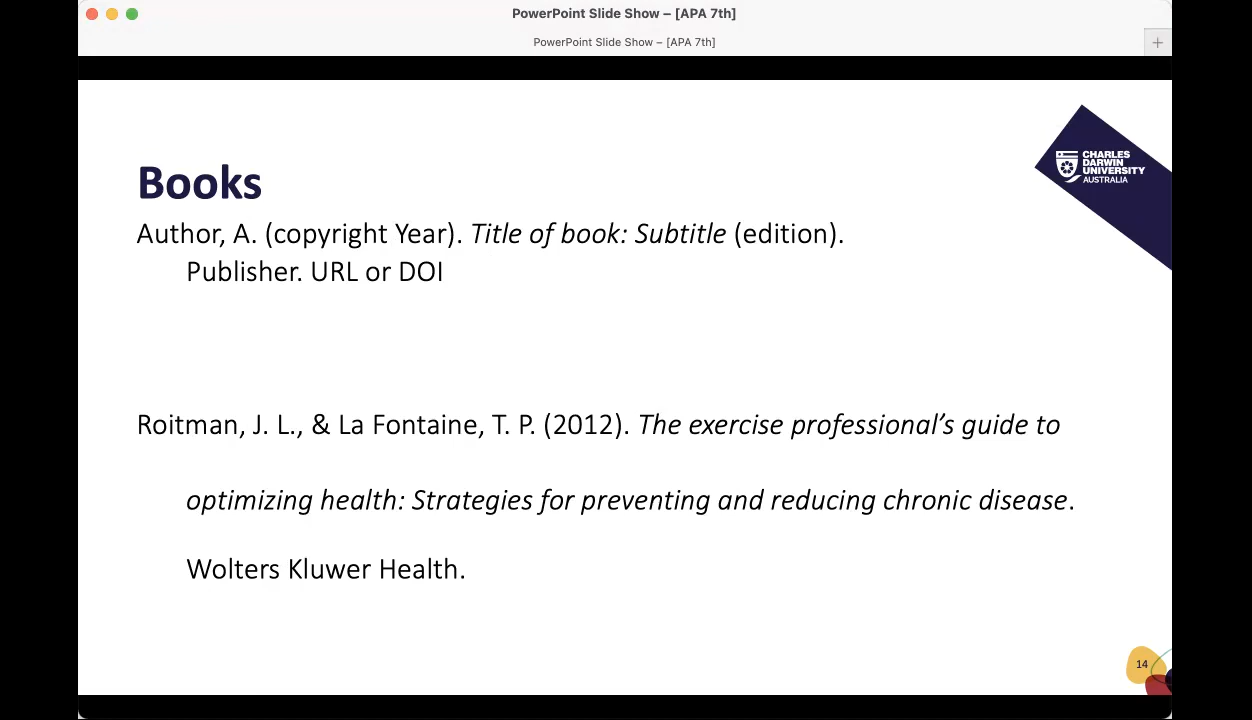 PowerPoint Slide Show – [APA 7th]
PowerPoint Slide Show – [APA 7th]
+
CHARLES
DARWIN
UNIVERSITY
AUSTRALIA
Books
Author, A. (copyright Year). Title of book: Subtitle (edition).
Publisher. URL or DOI
Roitman, J. L., & La Fontaine, T. P. (2012). The exercise professional’s guide to
optimizing health: Strategies for preventing and reducing chronic disease.
Wolters Kluwer Health.
14